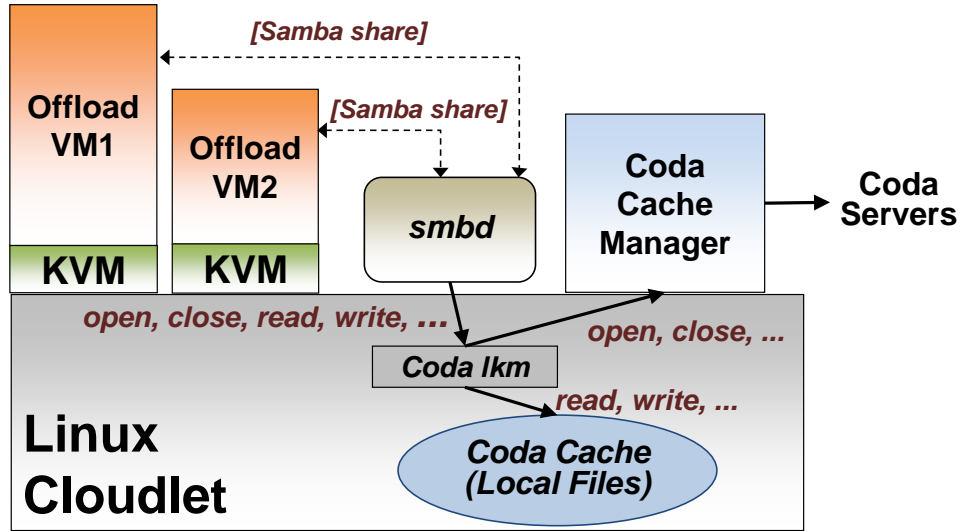 [Samba share]
Offload
VM1
[Samba share]
Offload
VM2
Coda
Cache
Manager
Coda
Servers
smbd
KVM
KVM
open, close, read, write, ...
open, close, ...
Coda lkm
read, write, ...
Linux
Cloudlet
Coda Cache
(Local Files)